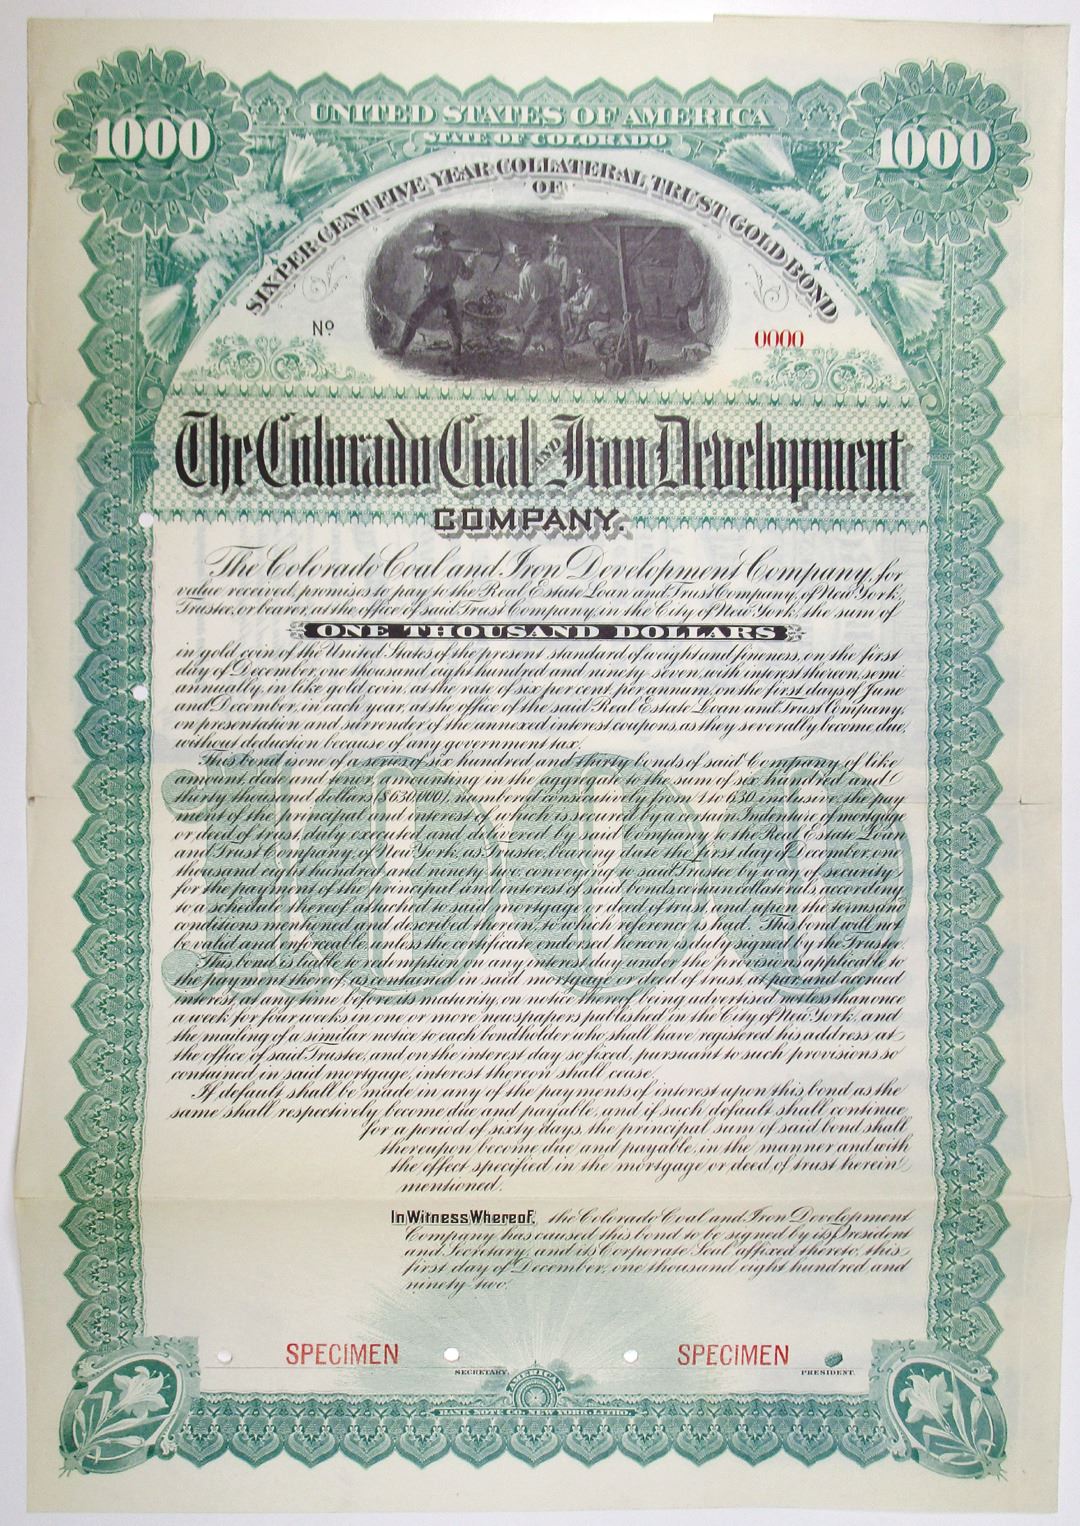 UNITED STATES OF AMERICA
STATE OF COLORADO
1000
1000
SIX PER CENT FIVE YEAR COLLATERAL TRUST GOLD BOND
OF
No
0000
The Colorado Coal AND Iron Development
COMPANY.
The Colorado Coal and Iron Development Company, for
value received, promises to pay to the Real Estate Loan and Trust Company, of New York,
Trustee, or bearer, at the office of said Trust Company, in the City of New York, the sum of
ONE THOUSAND DOLLARS
in gold coin of the United States of the present standard of weight and fineness, on the first
day of December, one thousand eight hundred and ninety-seven, with interest thereon, semi
annually, in like gold coin, at the rate of six per cent. per annum, on the first days of June
and December, in each year, at the office of the said Real Estate Loan and Trust Company,
on presentation and surrender of the annexed interest coupons, as they severally become due,
without deduction because of any government tax.
This bond is one of a series of six hundred and thirty bonds of said Company of like
amount, date and tenor, amounting in the aggregate to the sum of six hundred and
thirty thousand dollars ($630,000), numbered consecutively from 1 to 630 inclusive, the pay
ment of the principal and interest of which is secured by a certain Indenture of mortgage
or deed of trust, duly executed and delivered by said Company to the Real Estate Loan
and Trust Company, of New York, as Trustee, bearing date the first day of December, one
thousand eight hundred and ninety two, conveying to said Trustee by way of security
for the payment of the principal and interest of said bonds, certain collaterals according
to a schedule thereof attached to said mortgage or deed of trust, and upon the terms and
conditions mentioned and described therein, to which reference is had. This bond will not
be valid and enforceable unless the certificate endorsed hereon is duly signed by the Trustee.
This bond is liable to redemption on any interest day under the provisions applicable to
the payment thereof, as contained in said mortgage or deed of trust, at par, and accrued
interest, at any time before its maturity, on notice thereof, being advertised not less than once
a week for four weeks in one or more newspapers published in the City of New York, and
the mailing of a similar notice to each bondholder who shall have registered his address at
the office of said Trustee, and on the interest day so fixed, pursuant to such provisions so
contained in said mortgage, interest thereon shall cease.
If default shall be made in any of the payments of interest upon this bond as the
same shall respectively become due and payable, and if such default shall continue
for a period of sixty days, the principal sum of said bond shall
thereupon become due and payable, in the manner and with
the effect specified in the mortgage or deed of trust herein
mentioned.
In Witness Whereof, the Colorado Coal and Iron Development
Company has caused this bond to be signed by its President
and Secretary, and its Corporate Seal affixed thereto, this
first day of December, one thousand eight hundred and
ninety-two.
SPECIMEN
SPECIMEN
SECRETARY.
PRESIDENT.
AMERICAN
BANK NOTE CO. NEW YORK. LITHO.